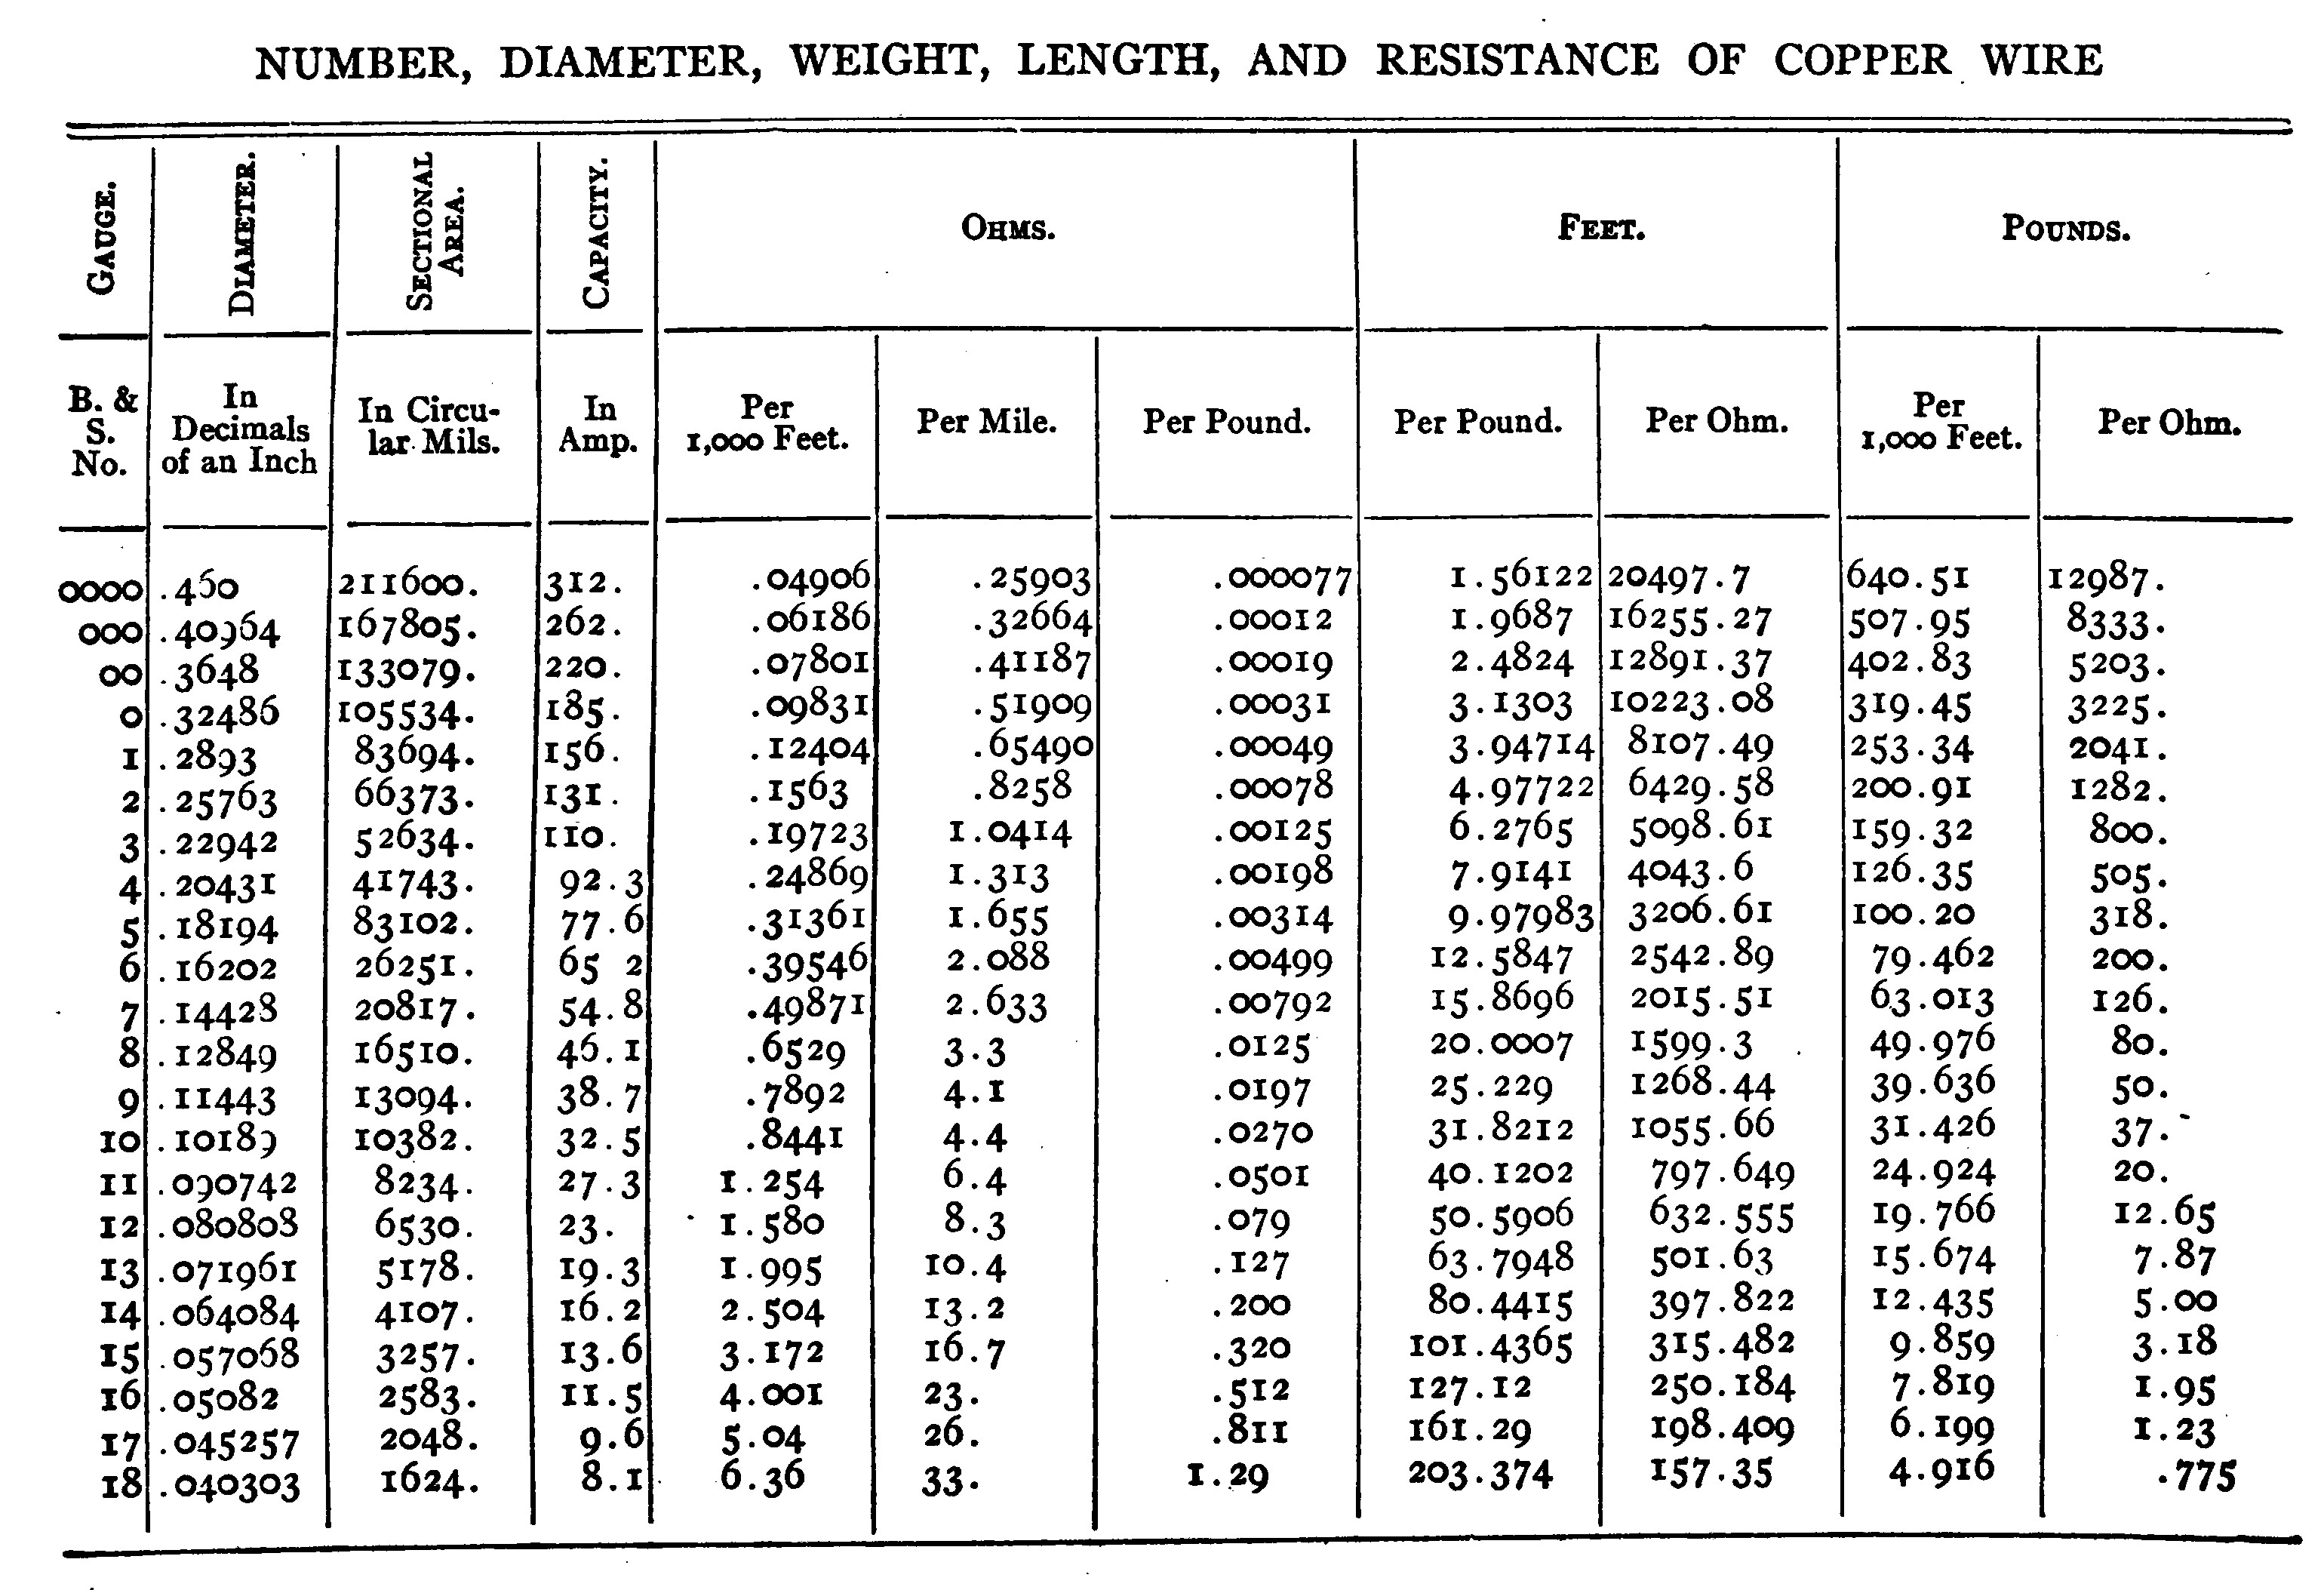 NUMBER, DIAMETER, WEIGHT, LENGTH, AND RESISTANCE OF COPPER WIRE
GAUGE. DIAMETER. SECTIONAL AREA. CAPACITY. OHMS. FEET. POUNDS.
B. & S. No. In Decimals of an Inch In Circu-lar Mils. In Amp. Per 1,000 Feet. Per Mile. Per Pound. Per Pound. Per Ohm. Per 1,000 Feet. Per Ohm.
0000 .460 211600. 312. .04906 .25903 .000077 1.56122 20497.7 640.51 12987.
000 .40964 167805. 262. .06186 .32664 .00012 1.9687 16255.27 507.95 8333.
00 .3648 133079. 220. .07801 .41187 .00019 2.4824 12891.37 402.83 5203.
0 .32486 105534. 185. .09831 .51909 .00031 3.1303 10223.08 319.45 3225.
1 .2893 83694. 156. .12404 .65490 .00049 3.94714 8107.49 253.34 2041.
2 .25763 66373. 131. .1563 .8258 .00078 4.97722 6429.58 200.91 1282.
3 .22942 52634. 110. .19723 1.0414 .00125 6.2765 5098.61 159.32 800.
4 .20431 41743. 92.3 .24869 1.313 .00198 7.9141 4043.6 126.35 505.
5 .18194 83102. 77.6 .31361 1.655 .00314 9.97983 3206.61 100.20 318.
6 .16202 26251. 65 2 .39546 2.088 .00499 12.5847 2542.89 79.462 200.
7 .14428 20817. 54.8 .49871 2.633 .00792 15.8696 2015.51 63.013 126.
8 .12849 16510. 46.1 .6529 3.3 .0125 20.0007 1599.3 49.976 80.
9 .11443 13094. 38.7 .7892 4.1 .0197 25.229 1268.44 39.636 50.
10 .10189 10382. 32.5 .8441 4.4 .0270 31.8212 1055.66 31.426 37.
11 .090742 8234. 27.3 1.254 6.4 .0501 40.1202 797.649 24.924 20.
12 .080808 6530. 23. 1.580 8.3 .079 50.5906 632.555 19.766 12.65
13 .071961 5178. 19.3 1.995 10.4 .127 63.7948 501.63 15.674 7.87
14 .064084 4107. 16.2 2.504 13.2 .200 80.4415 397.822 12.435 5.00
15 .057068 3257. 13.6 3.172 16.7 .320 101.4365 315.482 9.859 3.18
16 .05082 2583. 11.5 4.001 23. .512 127.12 250.184 7.819 1.95
17 .045257 2048. 9.6 5.04 26. .811 161.29 198.409 6.199 1.23
18 .040303 1624. 8.1 6.36 33. 1.29 203.374 157.35 4.916 .775